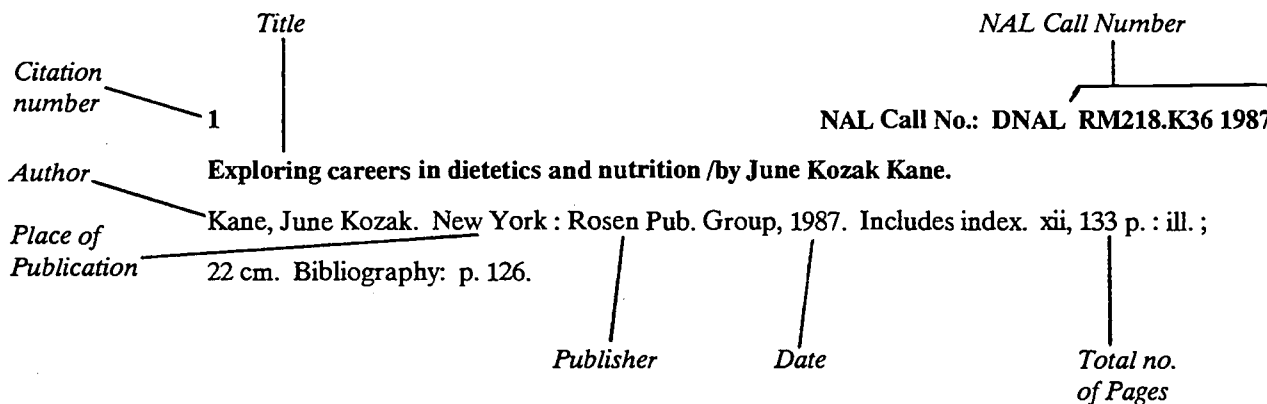 Title
NAL Call Number
Citation
number
1
NAL Call No.: DNAL RM218.K36 1987
Exploring careers in dietetics and nutrition /by June Kozak Kane.
Author
Kane, June Kozak. New York : Rosen Pub. Group, 1987. Includes index. xii, 133 p. : ill. ;
Place of
Publication
22 cm. Bibliography: p. 126.
Publisher
Date
Total no.
of Pages